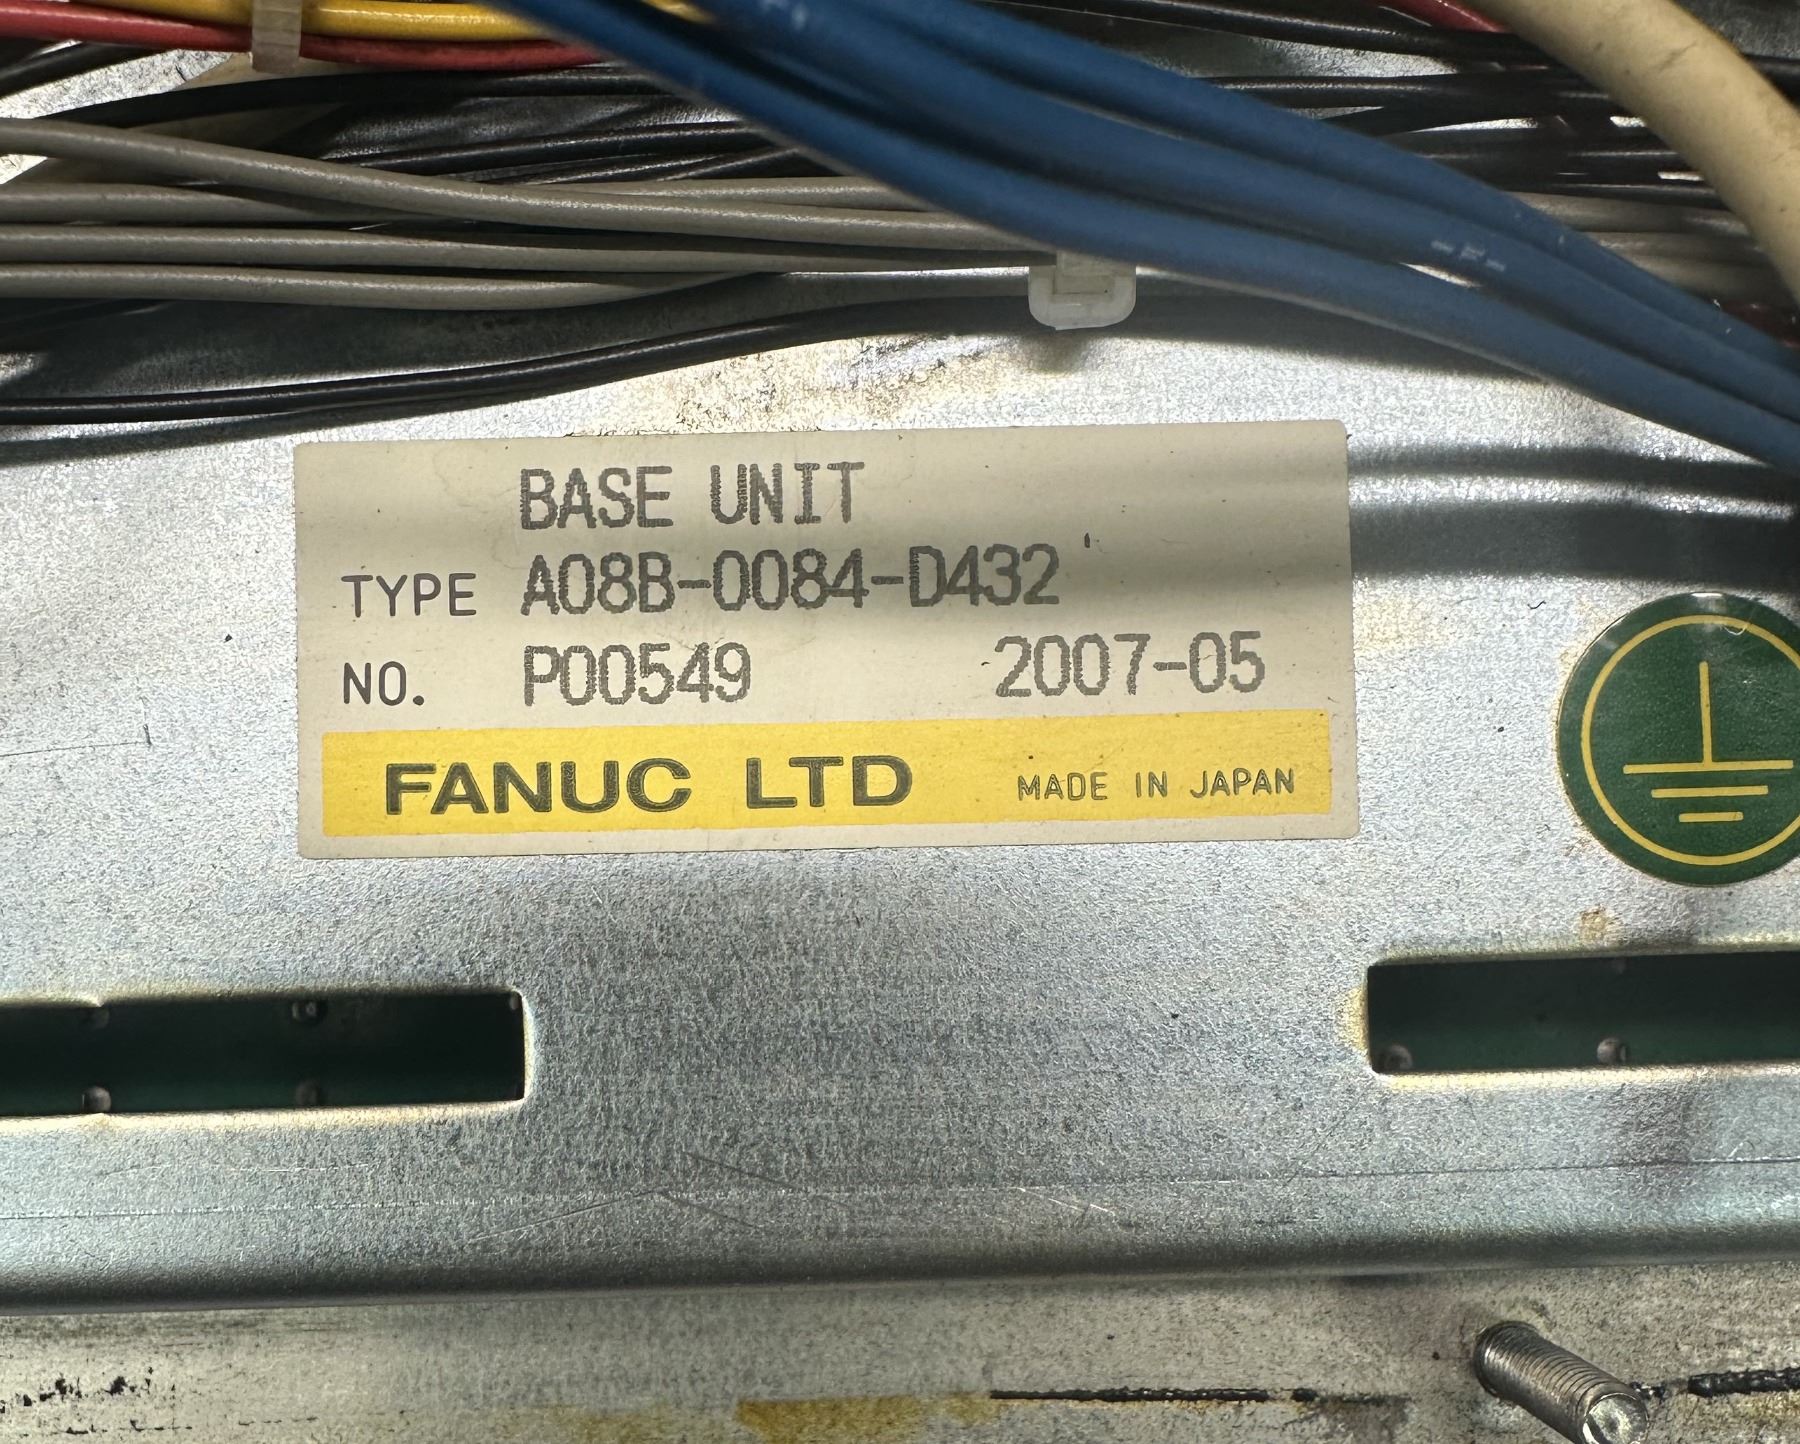 BASE UNIT
TYPE A08B-0084-D432
NO. P00549 2007-05
FANUC LTD MADE IN JAPAN